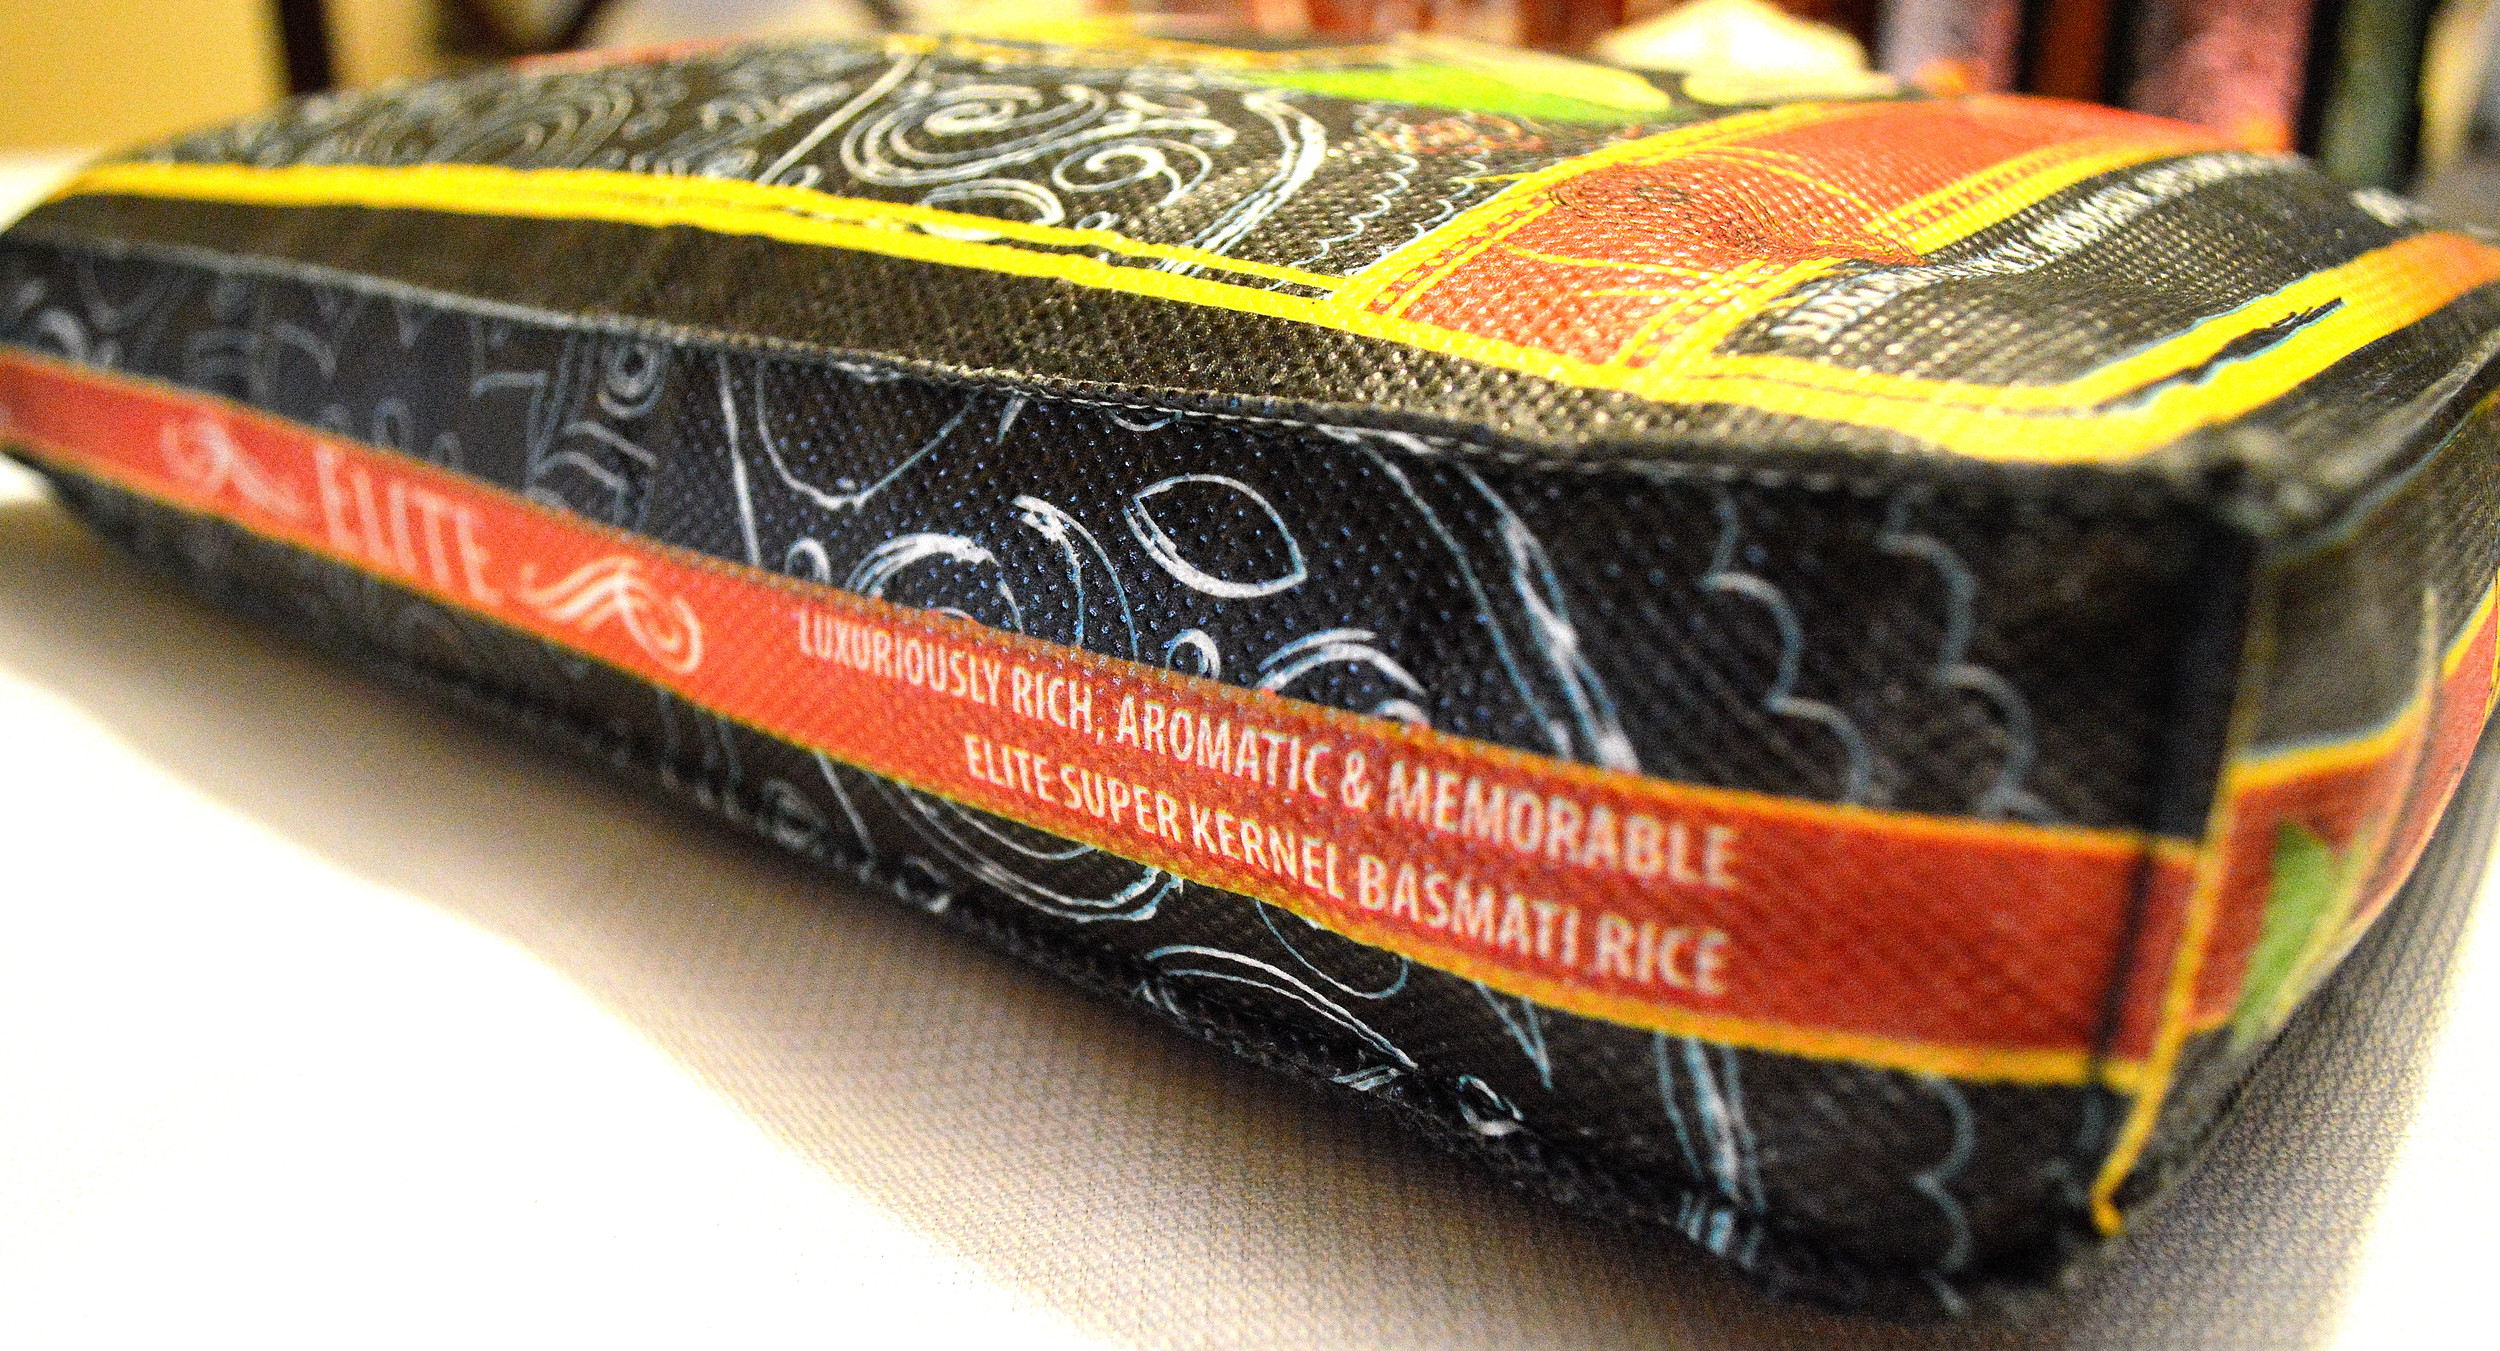 ELITE
LUXURIOUSLY RICH, AROMATIC & MEMORABLE
ELITE SUPER KERNEL BASMATI RICE